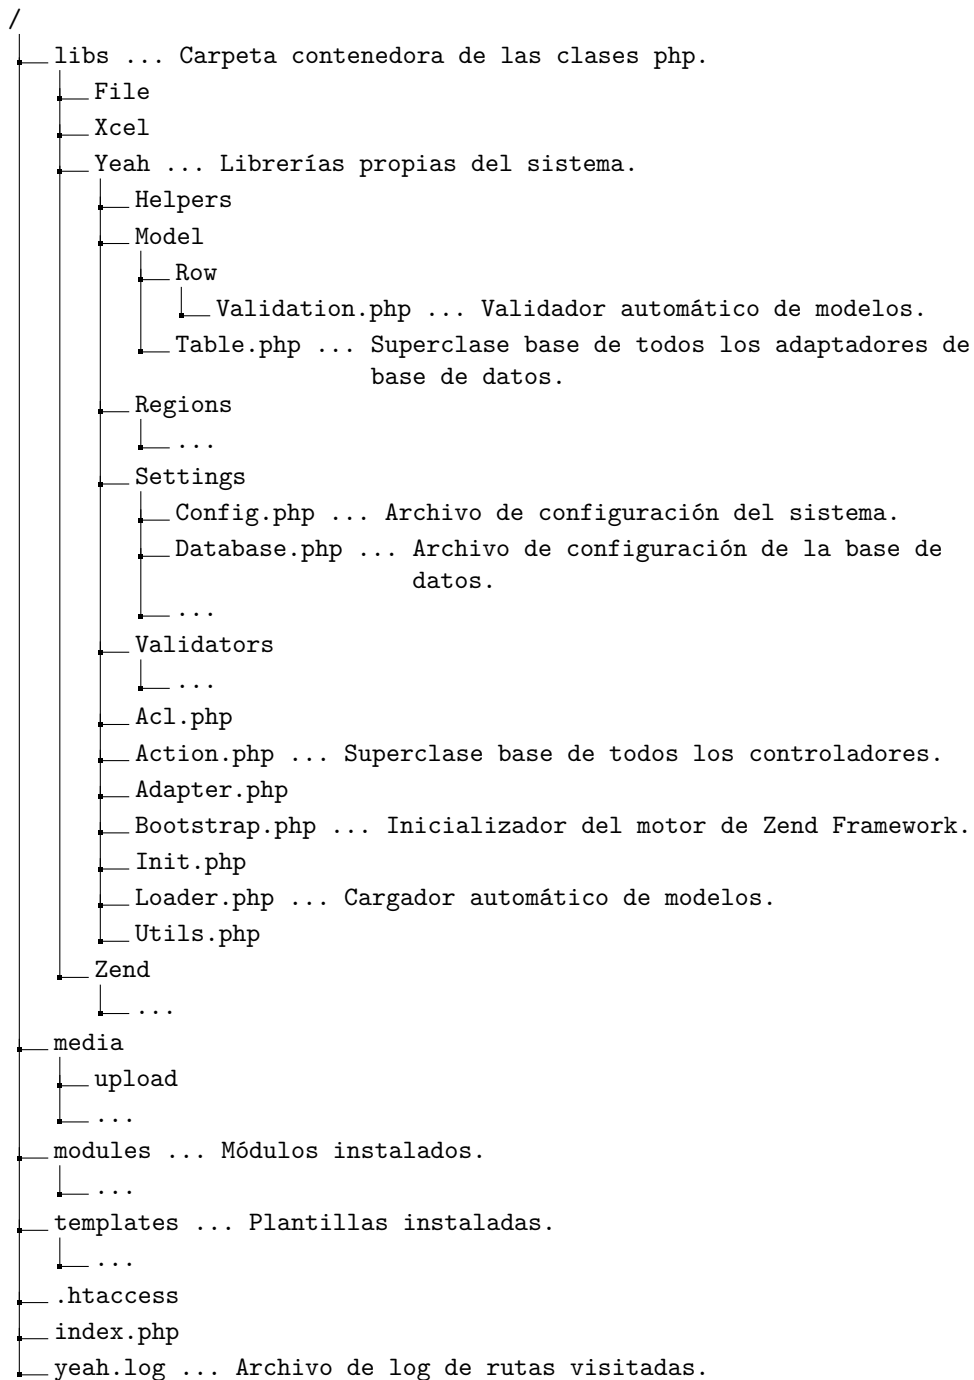 /
libs ... Carpeta contenedora de las clases php.
File
Xcel
Yeah ... Librerías propias del sistema.
Helpers
Model
Row
Validation.php ... Validador automático de modelos.
Table.php ... Superclase base de todos los adaptadores de
base de datos.
Regions
...
Settings
Config.php ... Archivo de configuración del sistema.
Database.php ... Archivo de configuración de la base de
datos.
...
Validators
...
Acl.php
Action.php ... Superclase base de todos los controladores.
Adapter.php
Bootstrap.php ... Inicializador del motor de Zend Framework.
Init.php
Loader.php ... Cargador automático de modelos.
Utils.php
Zend
...
media
upload
...
modules ... Módulos instalados.
...
templates ... Plantillas instaladas.
...
.htaccess
index.php
yeah.log ... Archivo de log de rutas visitadas.